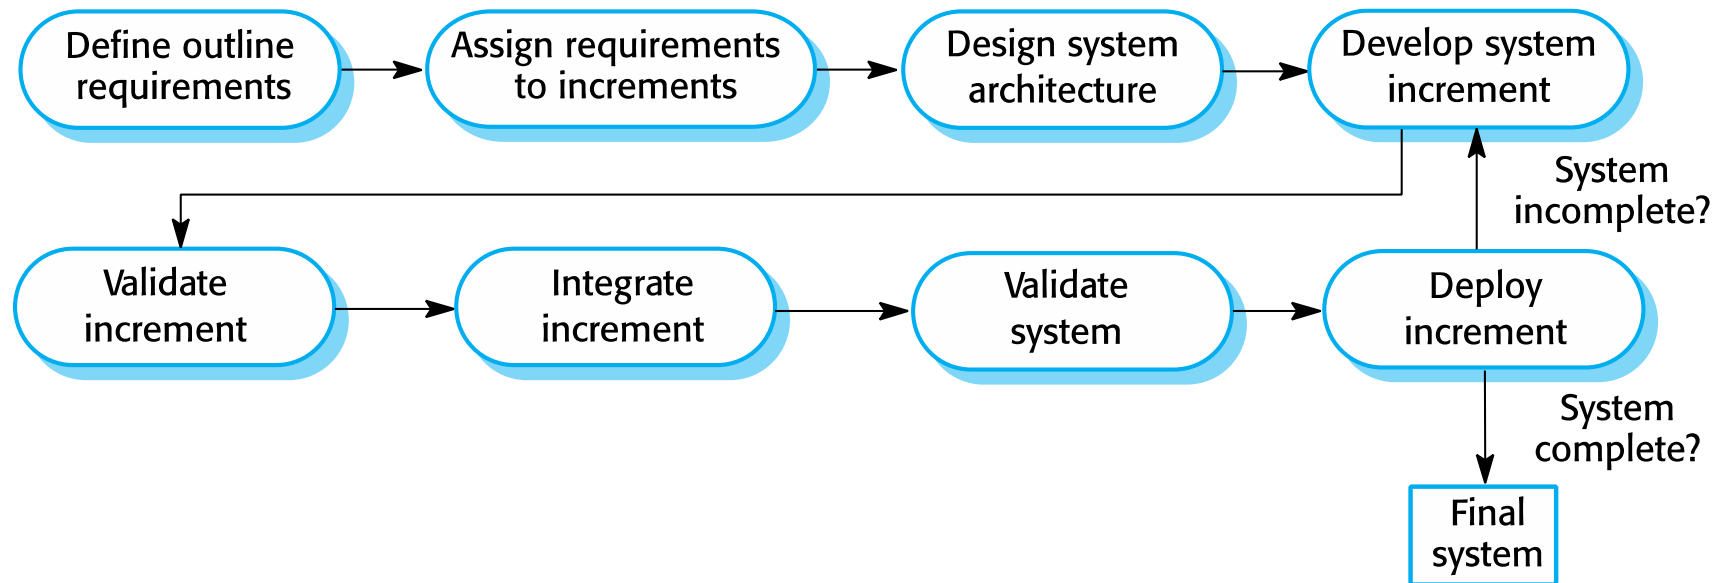 Define outline
requirements
Assign requirements
to increments
Design system
architecture
Develop system
increment
System
incomplete?
Validate
increment
Integrate
increment
Validate
system
Deploy
increment
System
complete?
Final
system